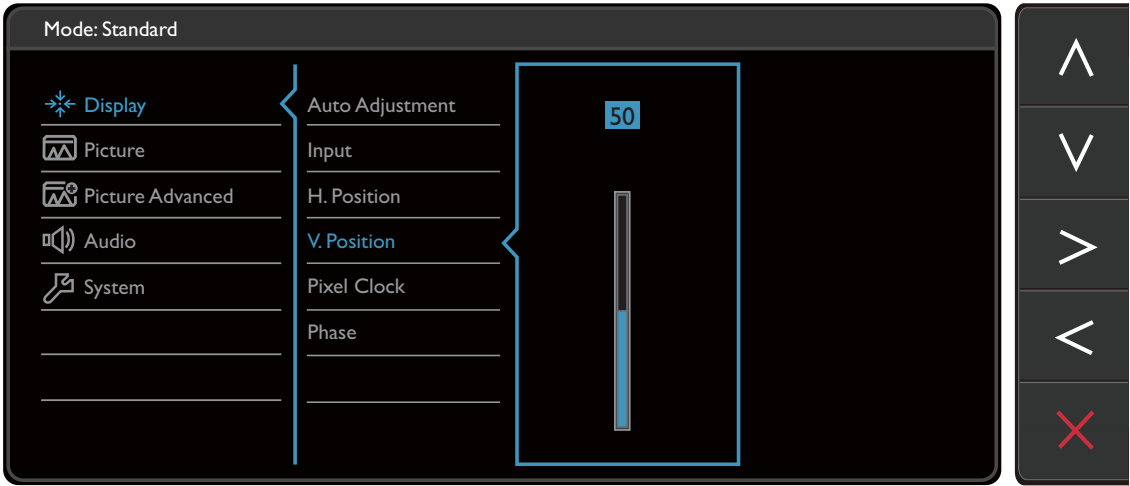 Mode: Standard
Display
Picture
Picture Advanced
Audio
System
Auto Adjustment
Input
H. Position
V. Position
Pixel Clock
Phase
50